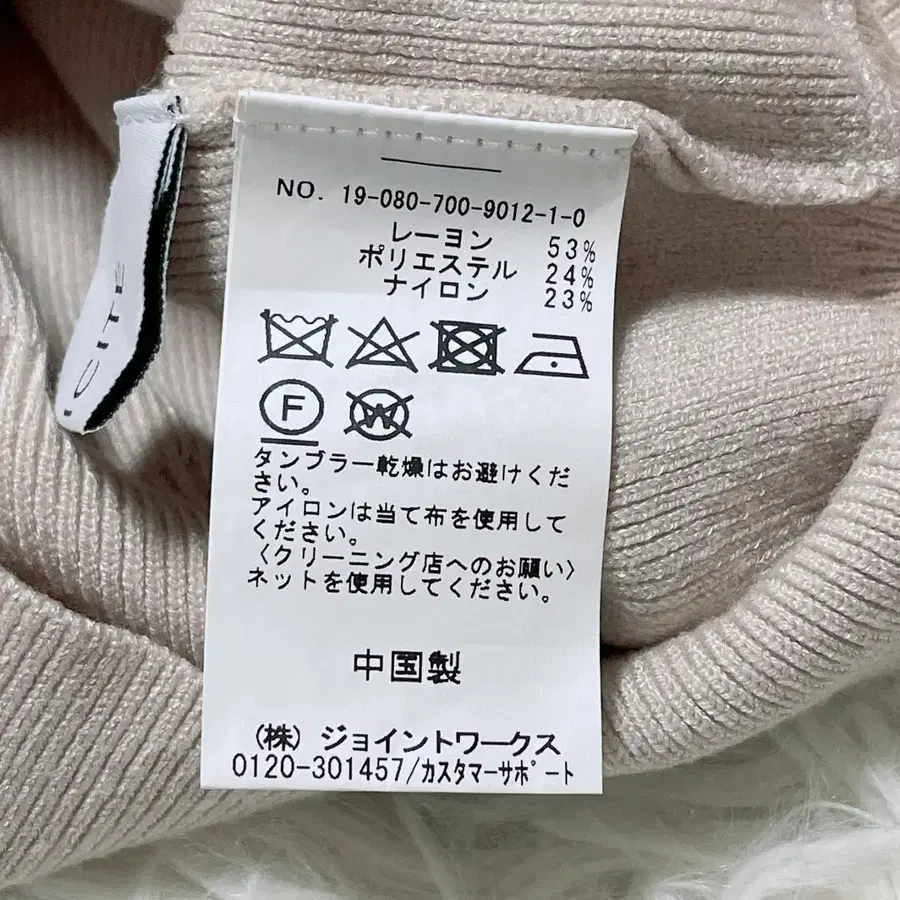 NO. 19-080-700-9012-1-0
レーヨン 53%
ポリエステル 24%
ナイロン 23%
F
W
タンブラー乾燥はお避けくだ
さい。
アイロンは当て布を使用して
ください。
〈クリーニング店へのお願い〉
ネットを使用してください。
中国製
(株) ジョイントワークス
0120-301457/カスタマーサポート